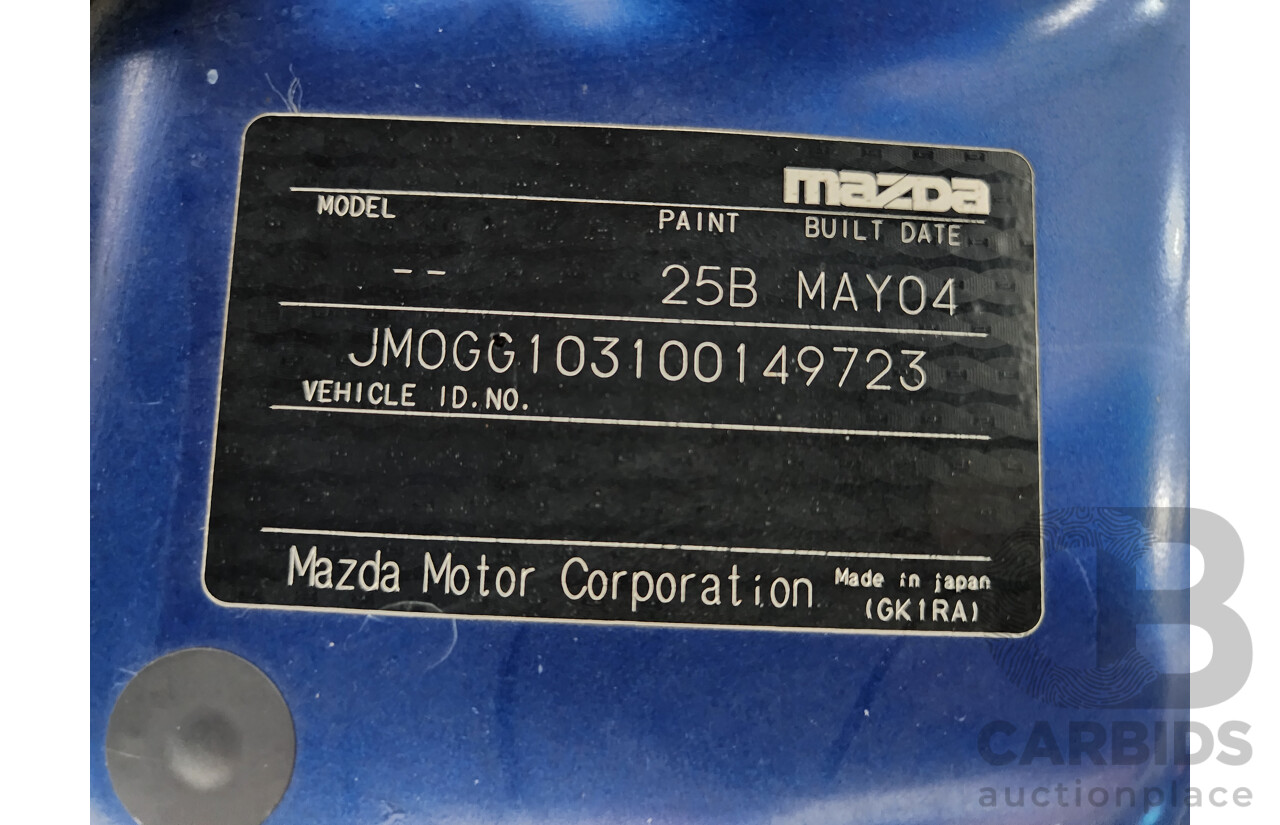 mazda
MODEL PAINT BUILT DATE
-- 25B MAY04
JM0GG103100149723
VEHICLE ID.NO.
Mazda Motor Corporation Made in japan
(GK1RA)
CB
CARBIDS
auctionplace